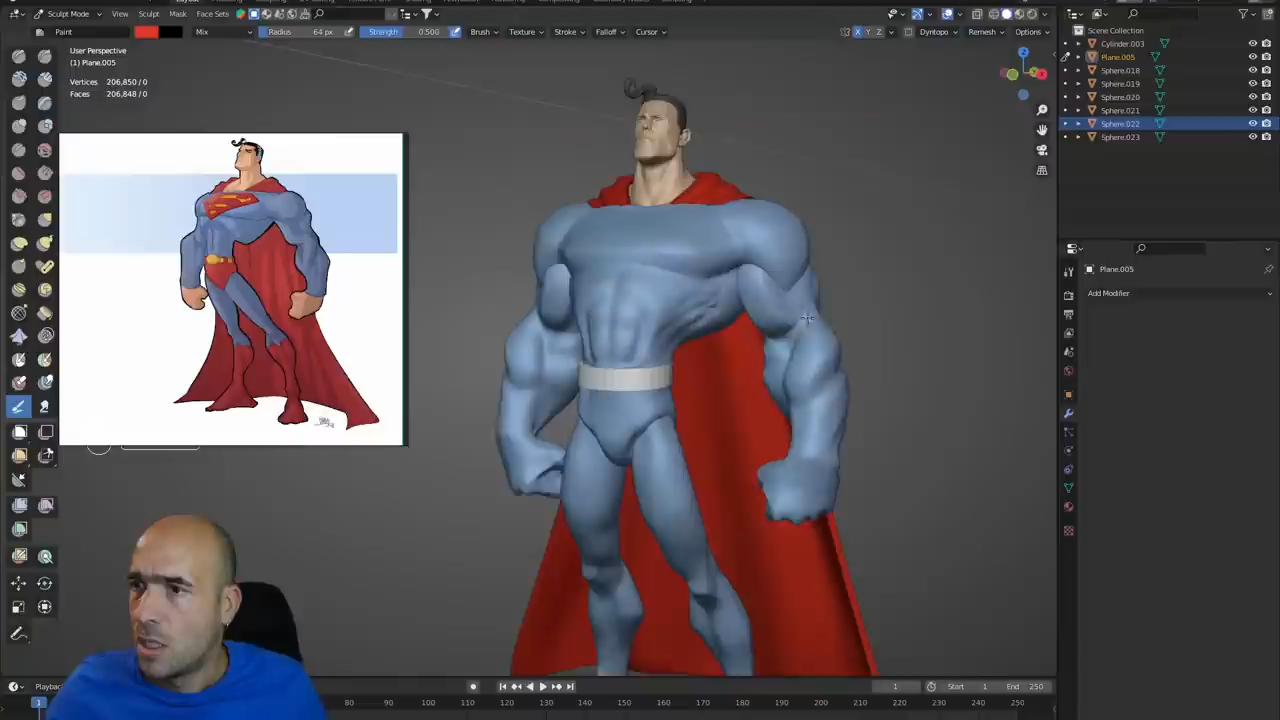 Sculpt Mode View Sculpt Mask Face Sets Options
Paint Mix Radius 64 px Strength 0.500 Brush Texture Stroke Falloff Cursor X Y Z Dyntopo Remesh Options
User Perspective
(1) Plane.005
Vertices 206,850 / 0
Faces 206,848 / 0
Scene Collection
Cylinder.003
Plane.005
Sphere.018
Sphere.019
Sphere.020
Sphere.021
Sphere.022
Sphere.023
Plane.005
Add Modifier
1 Start 1 End 250
1 80 90 100 110 120 130 140 150 160 170 180 190 200 210 220 230 240 250